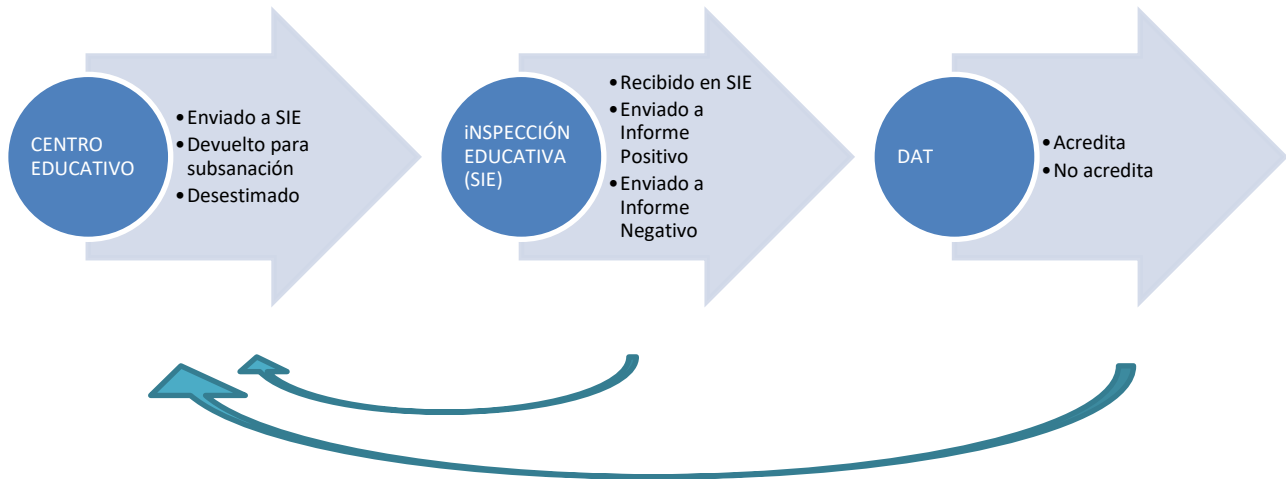 CENTRO
EDUCATIVO
•Enviado a SIE
•Devuelto para
subsanación
•Desestimado
iNSPECCIÓN
EDUCATIVA
(SIE)
•Recibido en SIE
•Enviado a
Informe
Positivo
•Enviado a
Informe
Negativo
DAT
•Acredita
•No acredita